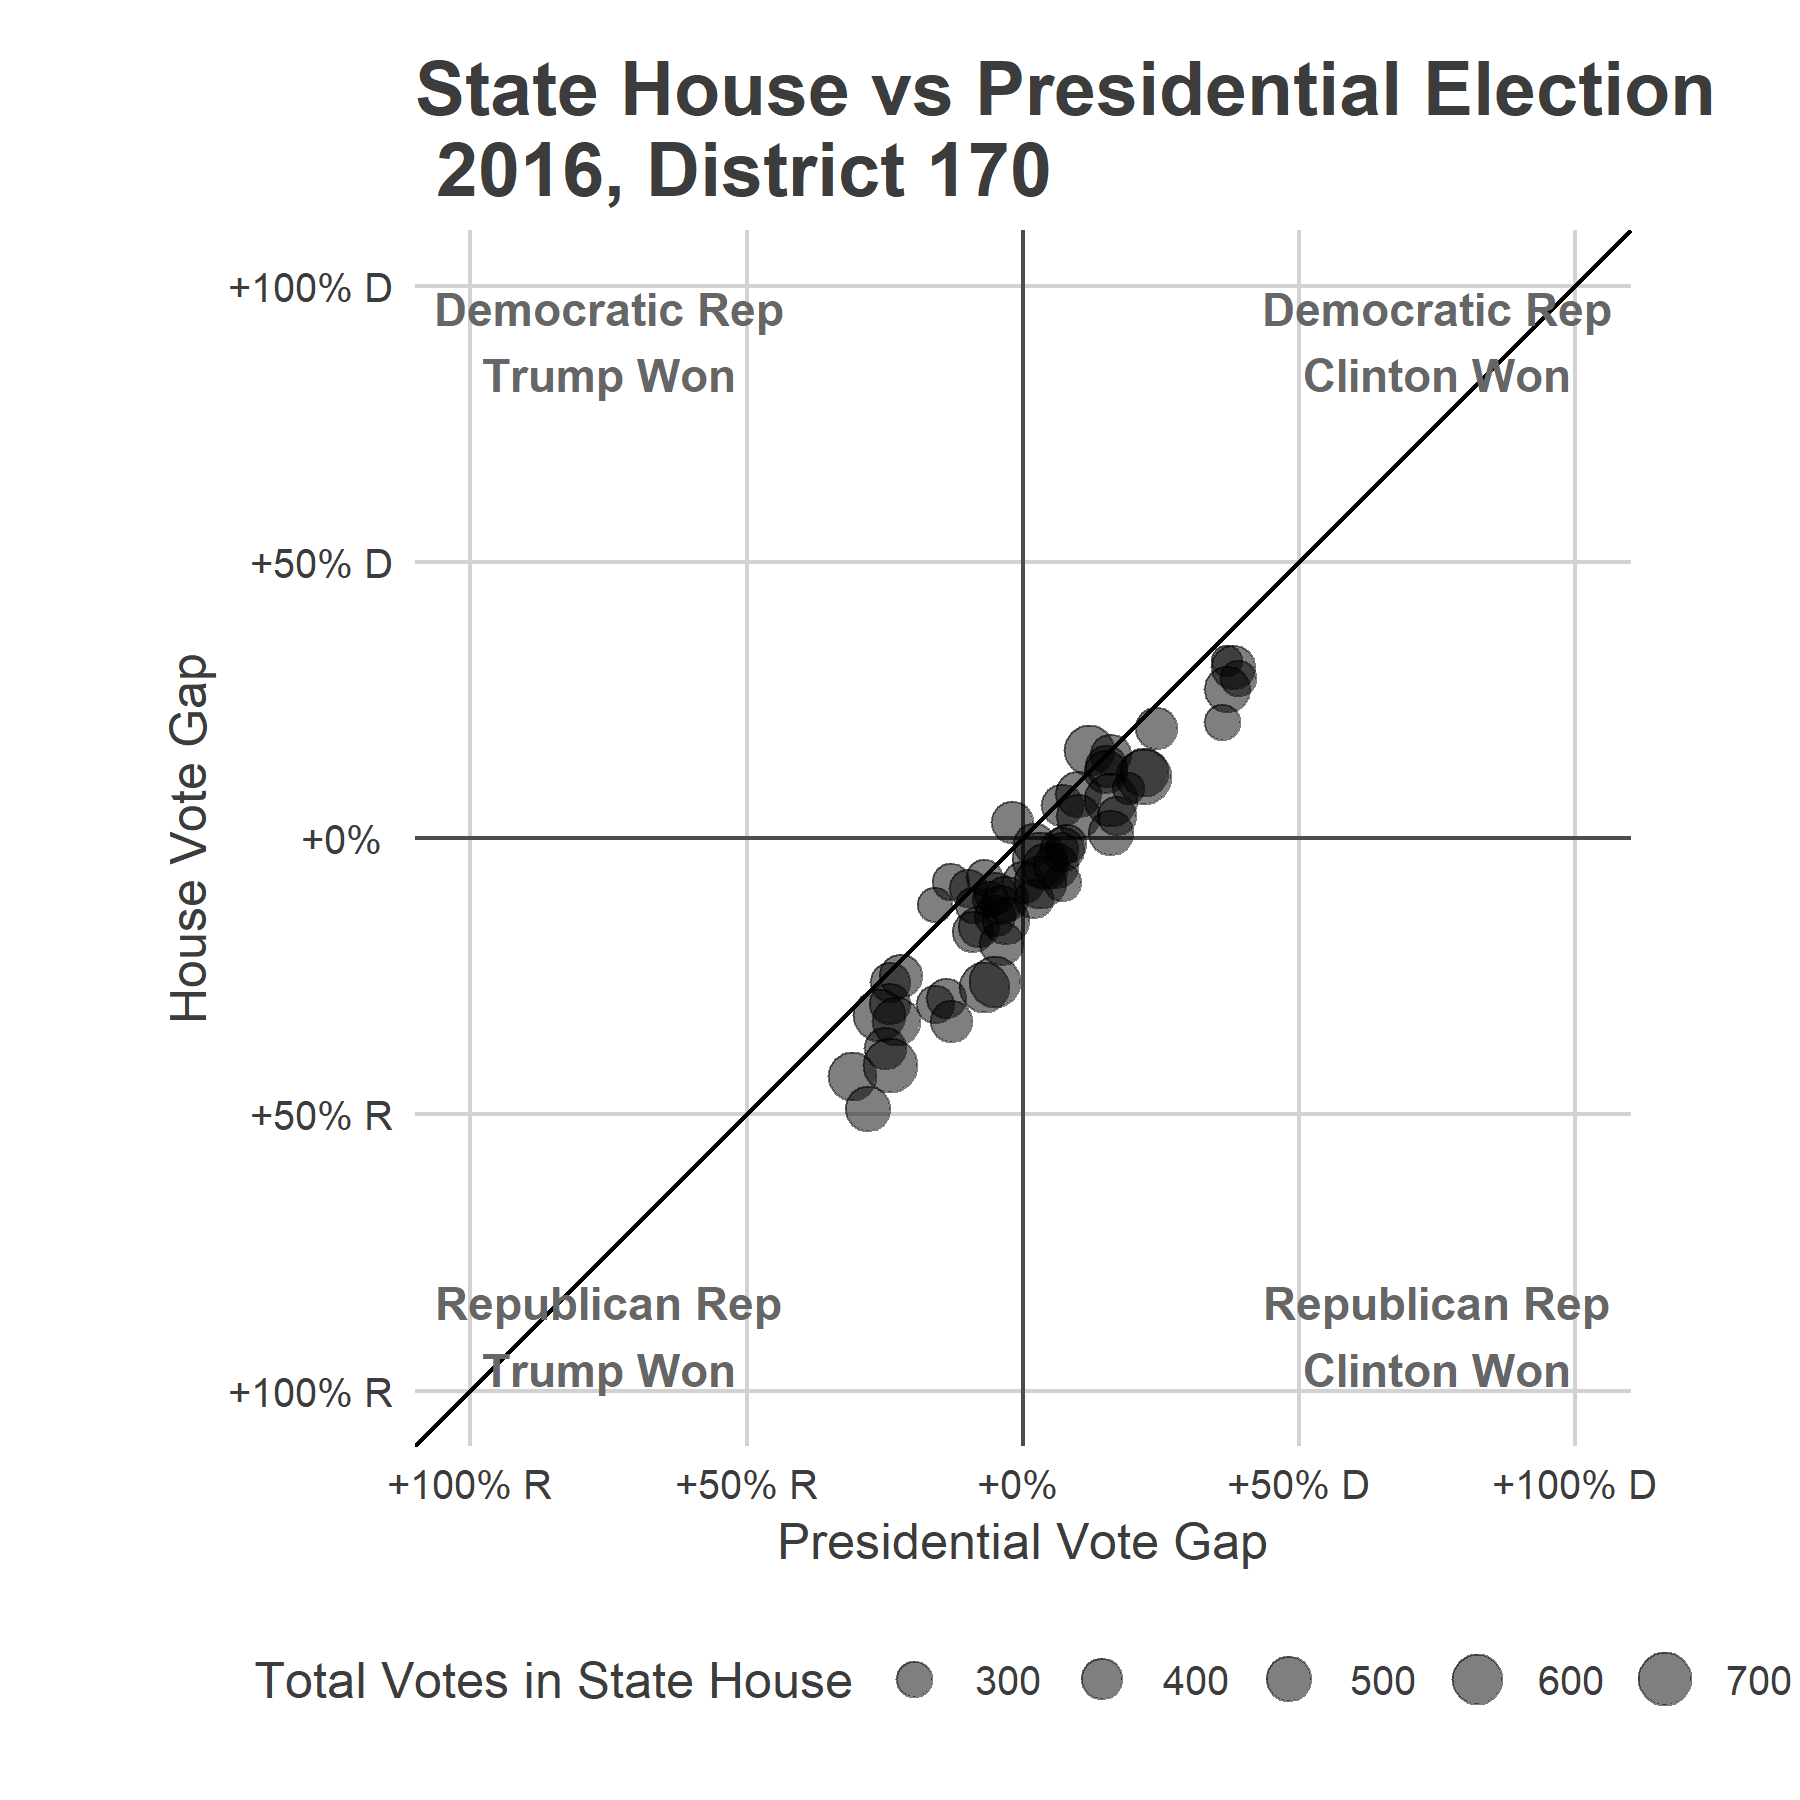 State House vs Presidential Election
2016, District 170
+100% D
Democratic Rep
Trump Won
Democratic Rep
Clinton Won
+50% D
+0%
+50% R
+100% R
House Vote Gap
Republican Rep
Trump Won
Republican Rep
Clinton Won
+100% R
+50% R
+0%
+50% D
+100% D
Presidential Vote Gap
Total Votes in State House 300 400 500 600 700